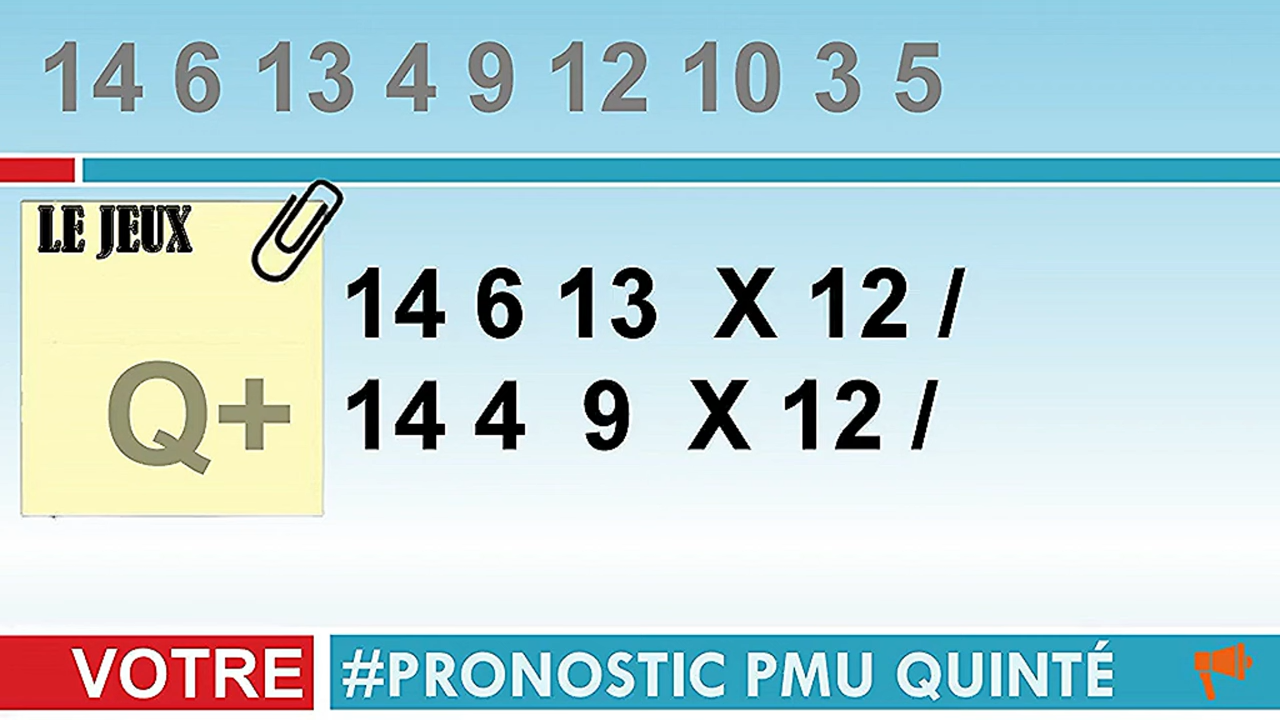 14 6 13 4 9 12 10 3 5
LE JEUX
Q+
14 6 13 X 12 /
14 4 9 X 12 /
VOTRE #PRONOSTIC PMU QUINTÉ